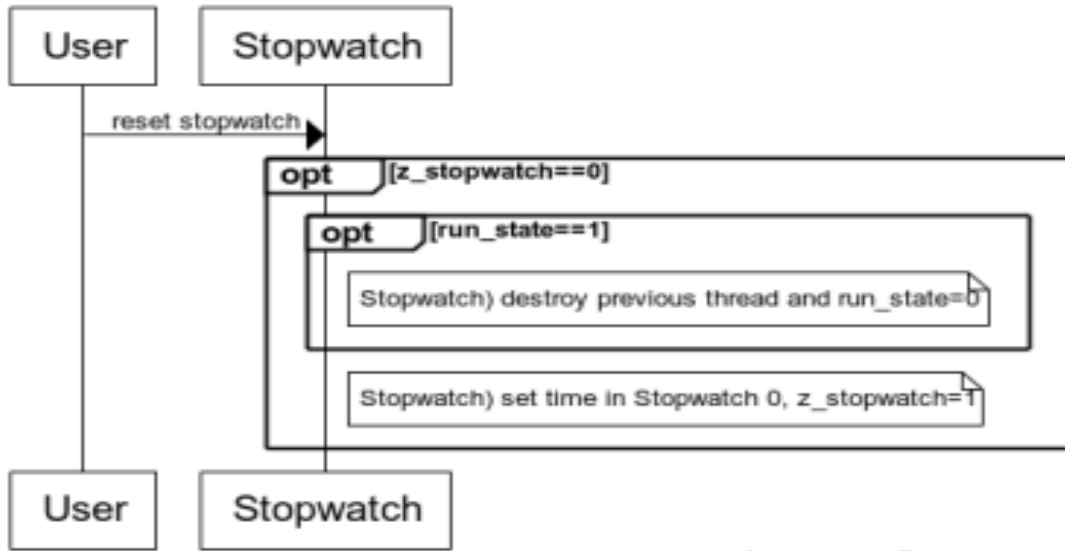 User
Stopwatch
reset stopwatch
opt
[z_stopwatch==0]
opt
[run_state==1]
Stopwatch) destroy previous thread and run_state=0
Stopwatch) set time in Stopwatch 0, z_stopwatch=1
User
Stopwatch